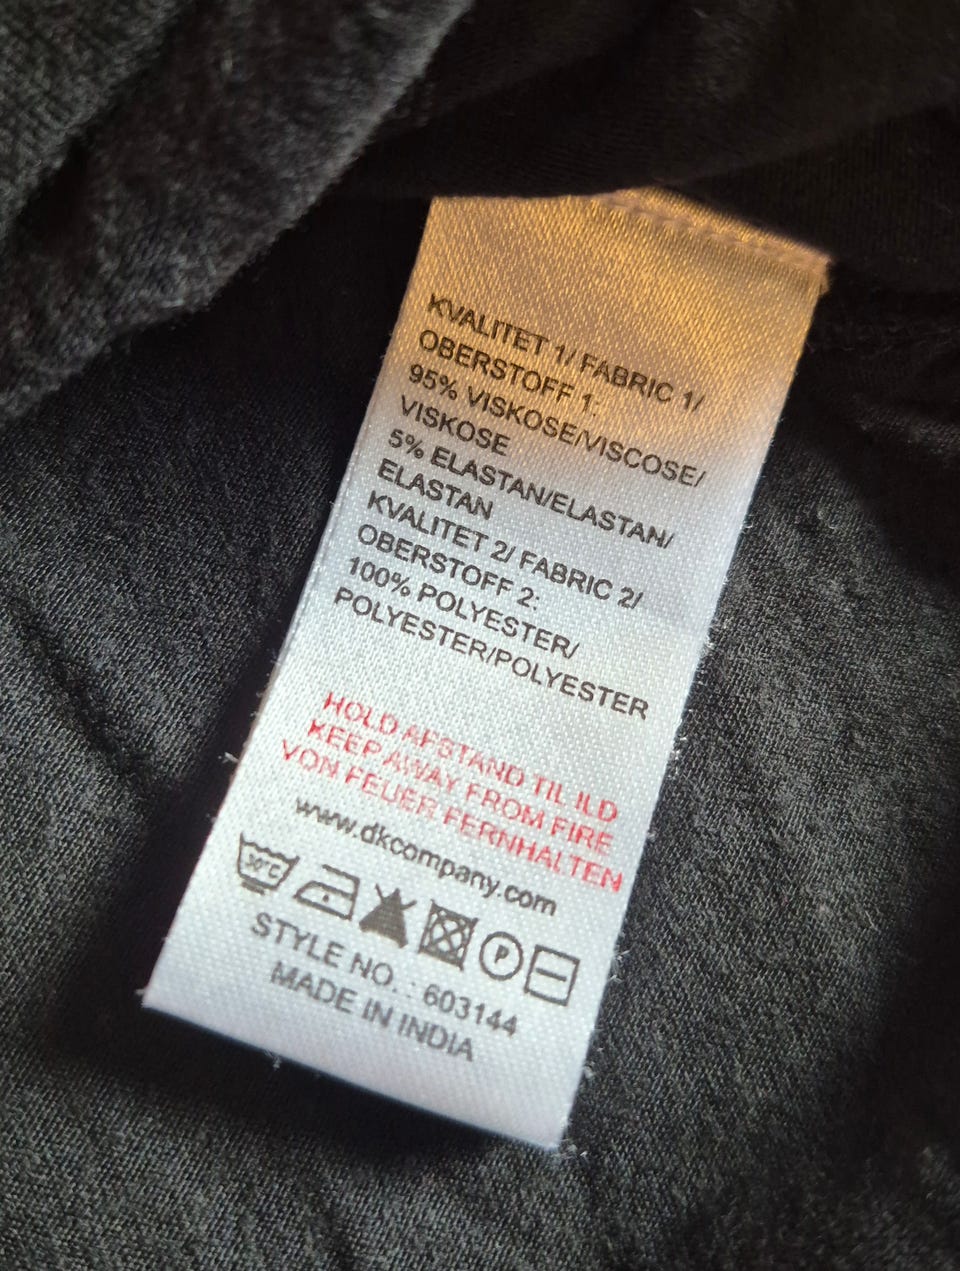 KVALITET 1/ FABRIC 1/
OBERSTOFF 1:
95% VISKOSE/VISCOSE/
VISKOSE
5% ELASTAN/ELASTAN/
ELASTAN
KVALITET 2/ FABRIC 2/
OBERSTOFF 2:
100% POLYESTER/
POLYESTER/POLYESTER
HOLD AFSTAND TIL ILD
KEEP AWAY FROM FIRE
VON FEUER FERNHALTEN
www.dkcompany.com
30°C P
STYLE NO. : 603144
MADE IN INDIA